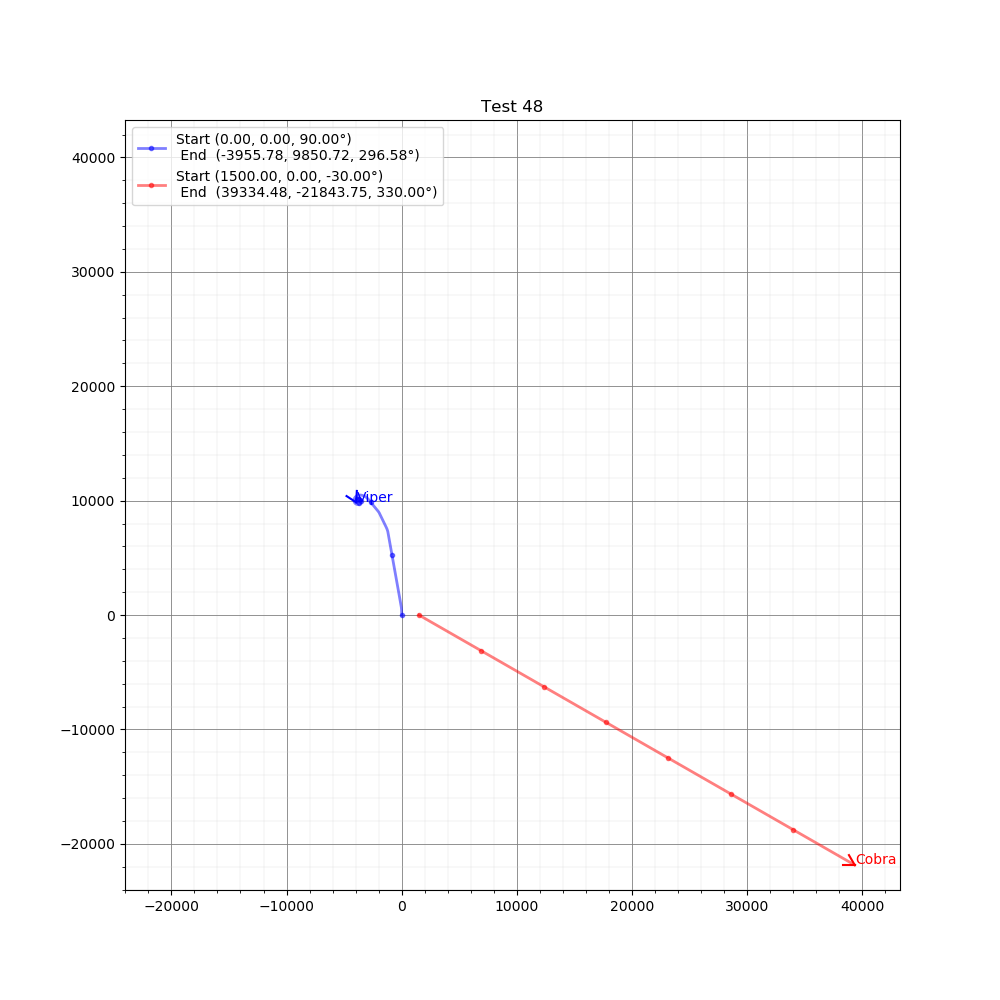 Test 48
Start (0.00, 0.00, 90.00°)
End (-3955.78, 9850.72, 296.58°)
Start (1500.00, 0.00, -30.00°)
End (39334.48, -21843.75, 330.00°)
40000
30000
20000
10000
0
−10000
−20000
Viper
Cobra
−20000 −10000 0 10000 20000 30000 40000